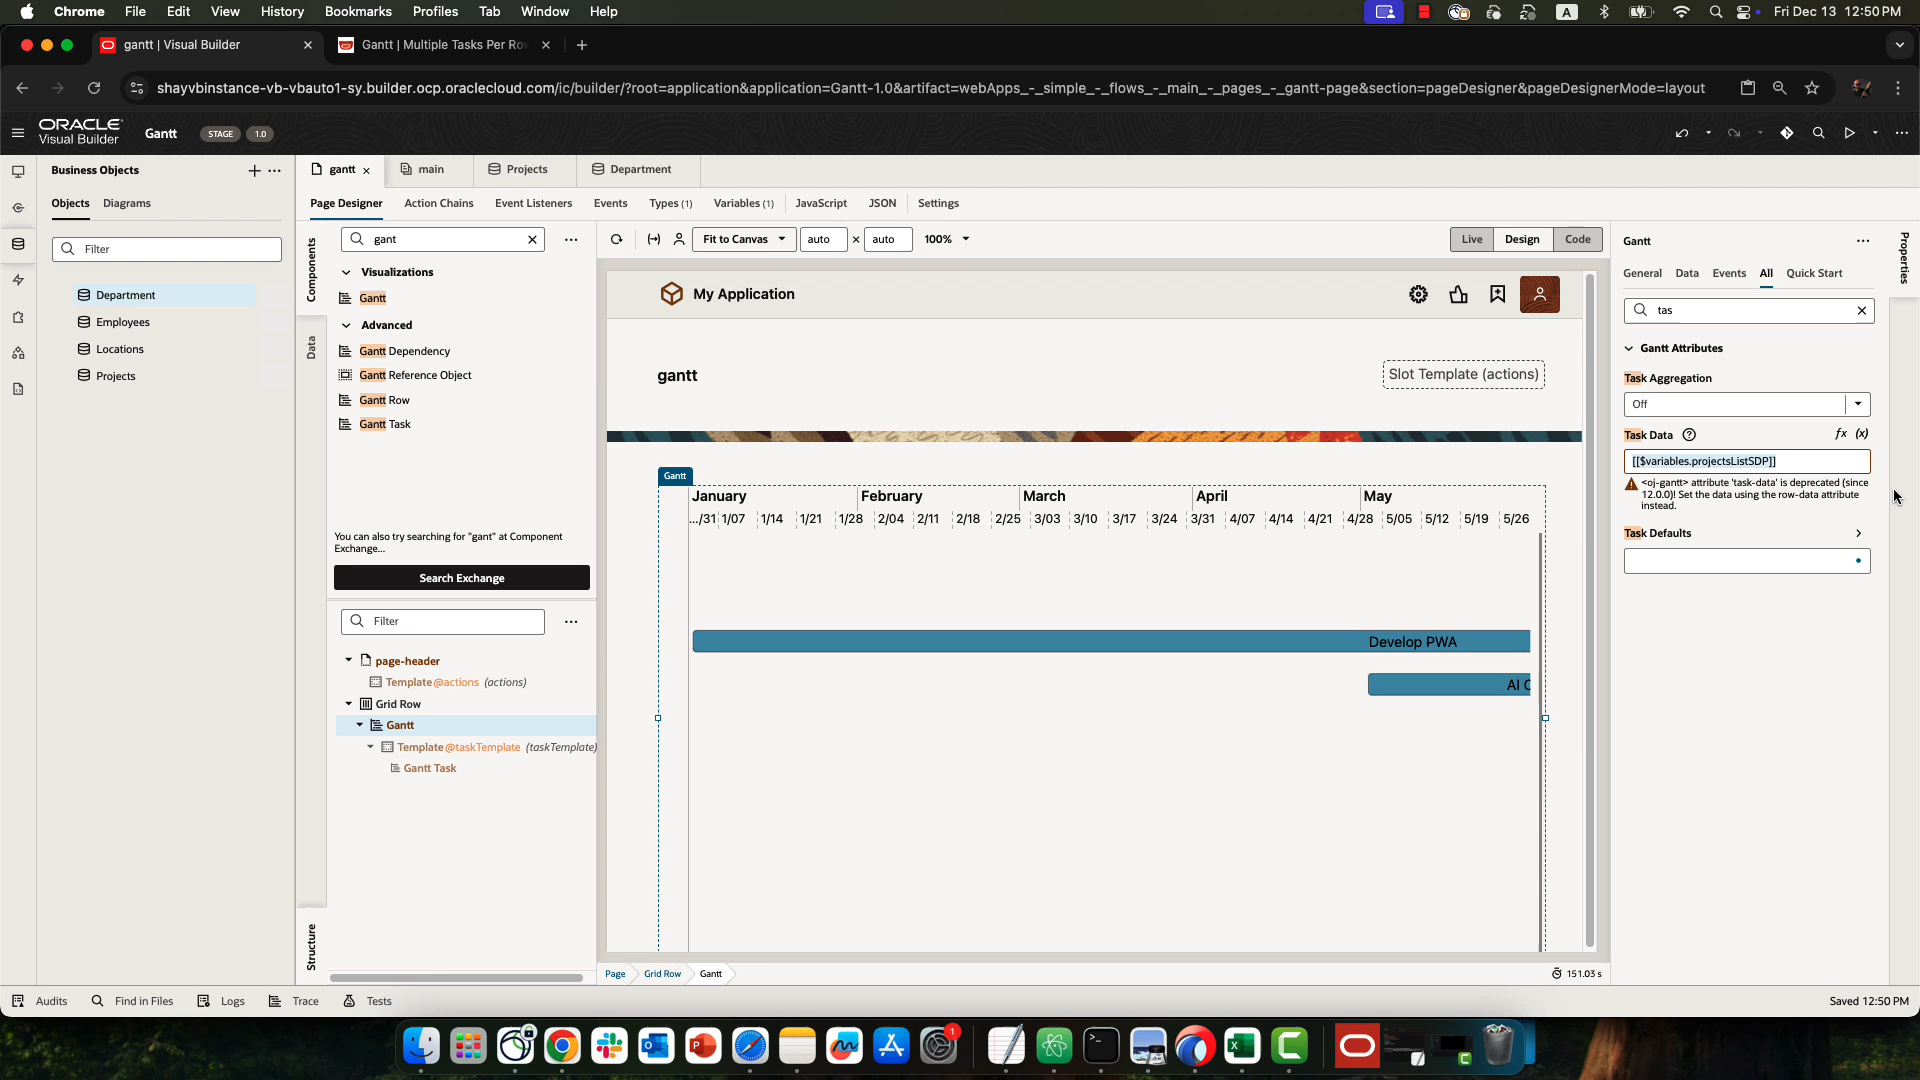 Chrome File Edit View History Bookmarks Profiles Tab Window Help A Fri Dec 13 12:50 PM
gantt | Visual Builder Gantt | Multiple Tasks Per Ro
shayvbinstance-vb-vbauto1-sy.builder.ocp.oraclecloud.com/ic/builder/?root=application&application=Gantt-1.0&artifact=webApps_-_simple_-_flows_-_main_-_pages_-_gantt-page&section=pageDesigner&pageDesignerMode=layout
ORACLE
Visual Builder
Gantt STAGE 1.0
Business Objects
gantt main Projects Department
Objects Diagrams
Page Designer Action Chains Event Listeners Events Types (1) Variables (1) JavaScript JSON Settings
Filter
Department
Employees
Locations
Projects
Components
Data
Structure
gant
Visualizations
Gantt
Advanced
Gantt Dependency
Gantt Reference Object
Gantt Row
Gantt Task
You can also try searching for "gant" at Component
Exchange...
Search Exchange
Filter
page-header
Template@actions (actions)
Grid Row
Gantt
Template@taskTemplate (taskTemplate)
Gantt Task
Fit to Canvas auto x auto 100% Live Design Code
My Application
gantt
Slot Template (actions)
Gantt
January February March April May
.../31 1/07 1/14 1/21 1/28 2/04 2/11 2/18 2/25 3/03 3/10 3/17 3/24 3/31 4/07 4/14 4/21 4/28 5/05 5/12 5/19 5/26
Develop PWA
AI C
Page Grid Row Gantt 151.03 s
Gantt
Properties
General Data Events All Quick Start
tas
Gantt Attributes
Task Aggregation
Off
Task Data ? fx (x)
[[$variables.projectsListSDP]]
<oj-gantt> attribute 'task-data' is deprecated (since
12.0.0)! Set the data using the row-data attribute
instead.
Task Defaults
Audits Find in Files Logs Trace Tests Saved 12:50 PM
1